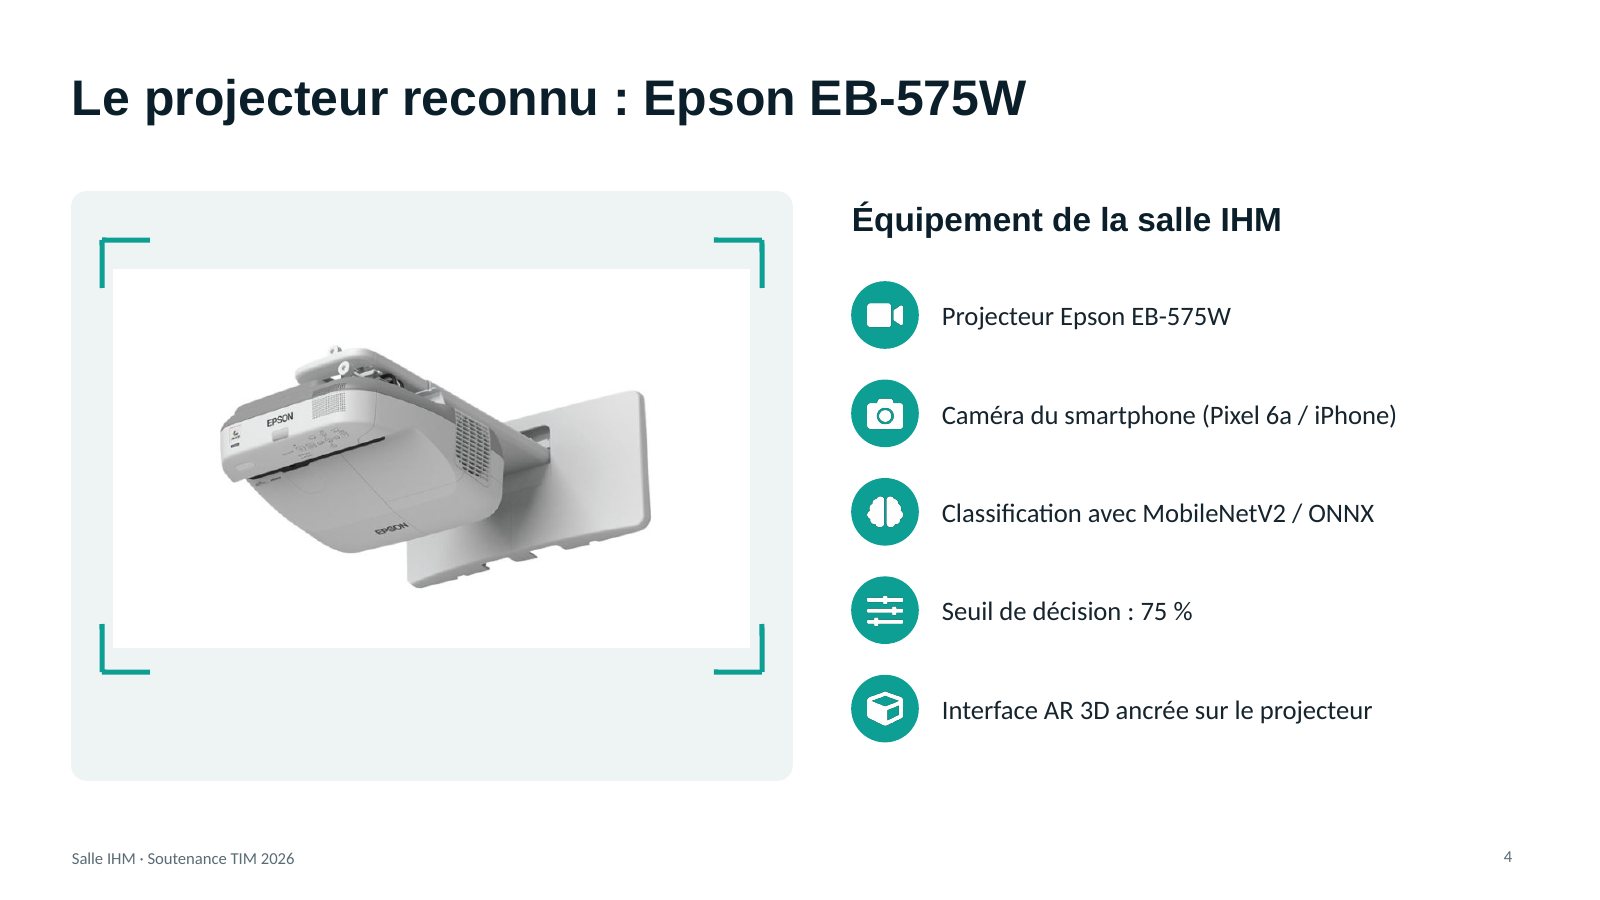 Le projecteur reconnu : Epson EB-575W
Équipement de la salle IHM
EPSON
EPSON
Projecteur Epson EB-575W
Caméra du smartphone (Pixel 6a / iPhone)
Classification avec MobileNetV2 / ONNX
Seuil de décision : 75 %
Interface AR 3D ancrée sur le projecteur
Salle IHM · Soutenance TIM 2026
4